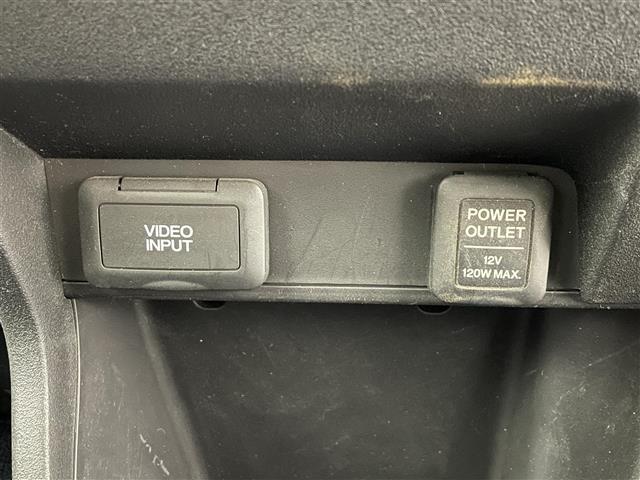 VIDEO
INPUT
POWER
OUTLET
12V
120W MAX.